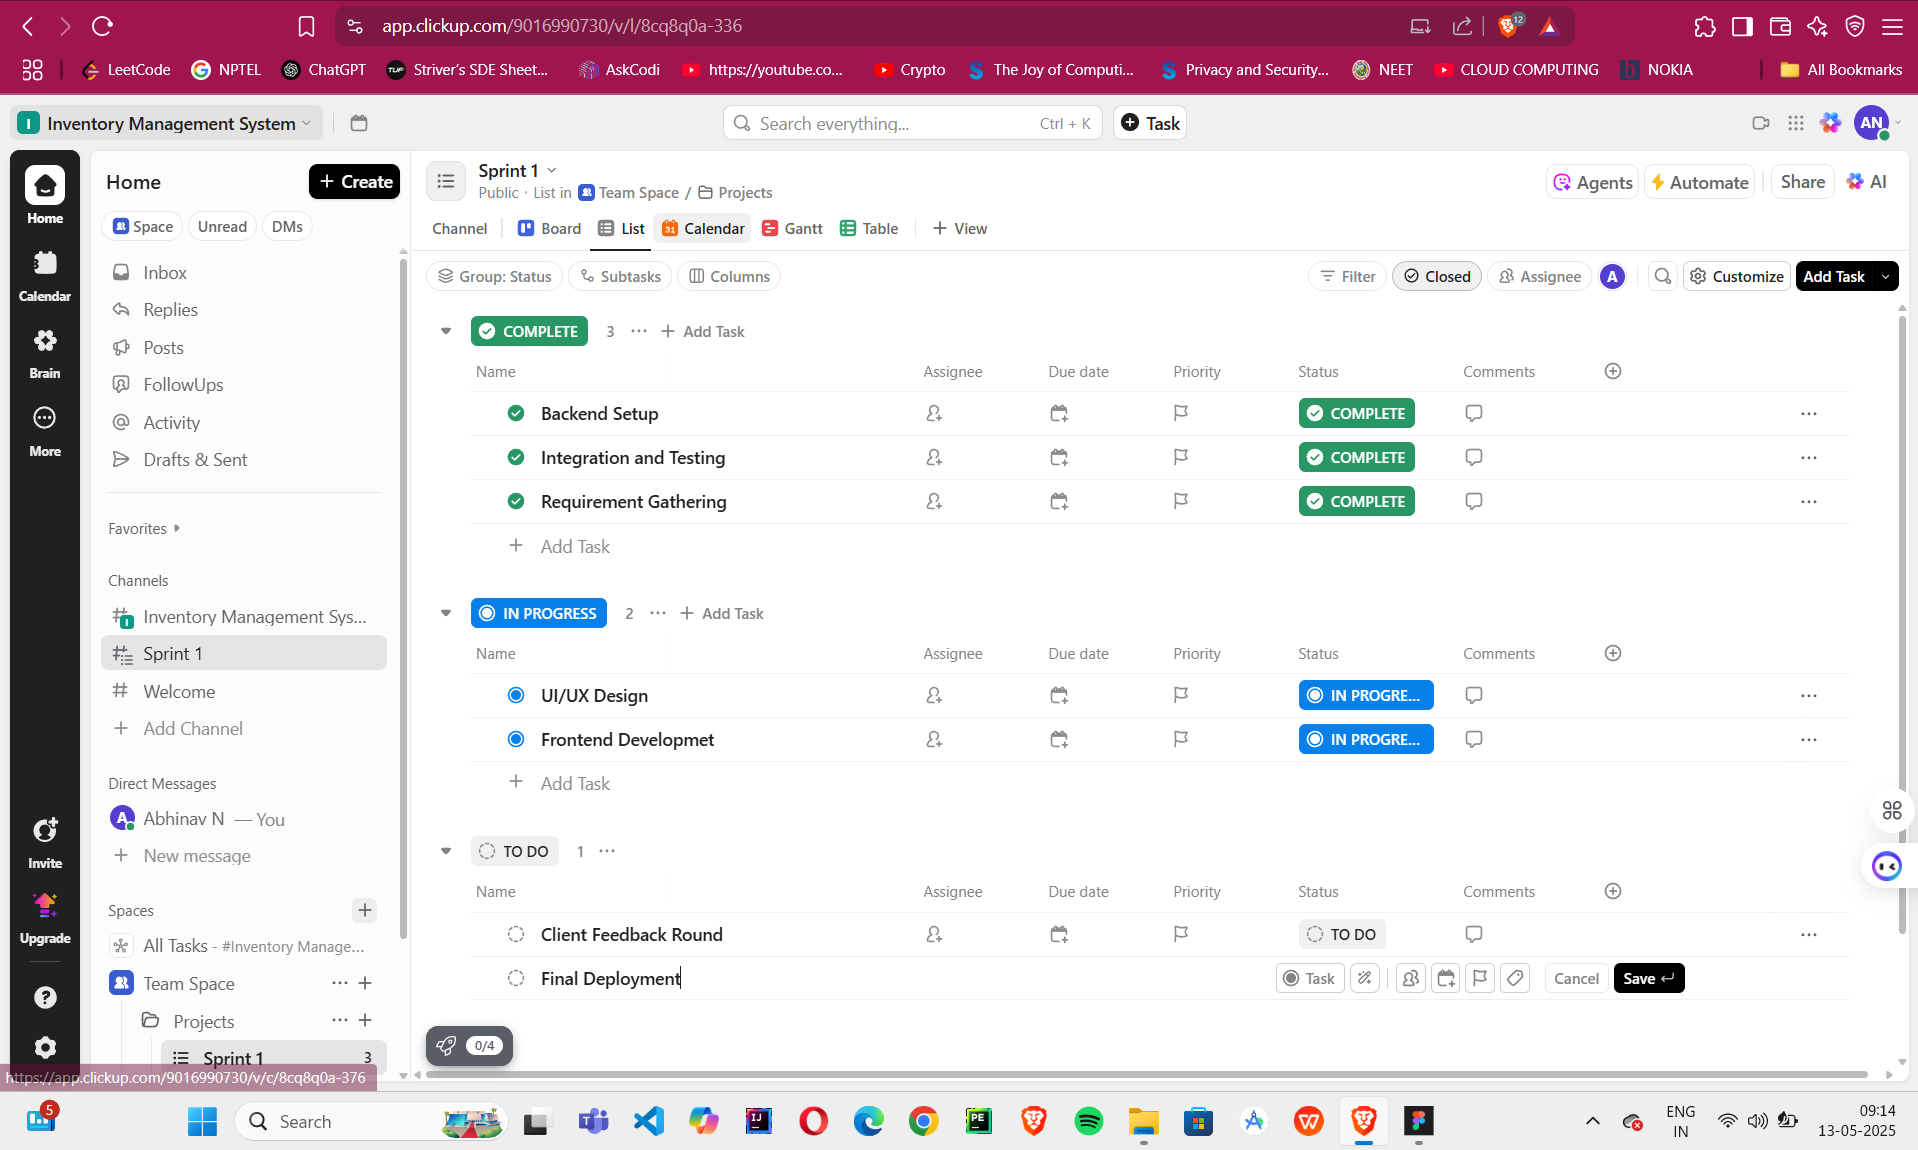 app.clickup.com/9016990730/v/l/8cq8q0a-336
12
LeetCode
NPTEL
ChatGPT
TUF Striver's SDE Sheet...
AskCodi
https://youtube.co...
Crypto
The Joy of Computi...
Privacy and Security...
NEET
CLOUD COMPUTING
NOKIA
All Bookmarks
I Inventory Management System
Search everything... Ctrl + K
Task
AN
Home
Calendar
Brain
More
Invite
Upgrade
Home
Create
Space
Unread
DMs
Inbox
Replies
Posts
FollowUps
Activity
Drafts & Sent
Favorites
Channels
Inventory Management Sys...
Sprint 1
Welcome
Add Channel
Direct Messages
A Abhinav N — You
New message
Spaces
All Tasks - #Inventory Manage...
Team Space
Projects
Sprint 1 3
https://app.clickup.com/9016990730/v/c/8cq8q0a-376
Sprint 1
Public · List in Team Space / Projects
Agents
Automate
Share
AI
Channel
Board
List
31 Calendar
Gantt
Table
View
Group: Status
Subtasks
Columns
Filter
Closed
Assignee
A
Customize
Add Task
COMPLETE 3 ... Add Task
Name Assignee Due date Priority Status Comments
Backend Setup COMPLETE
Integration and Testing COMPLETE
Requirement Gathering COMPLETE
Add Task
IN PROGRESS 2 ... Add Task
Name Assignee Due date Priority Status Comments
UI/UX Design IN PROGRE...
Frontend Developmet IN PROGRE...
Add Task
TO DO 1 ...
Name Assignee Due date Priority Status Comments
Client Feedback Round TO DO
Final Deployment Task Cancel Save
0/4
5
Search
ENG
IN
09:14
13-05-2025